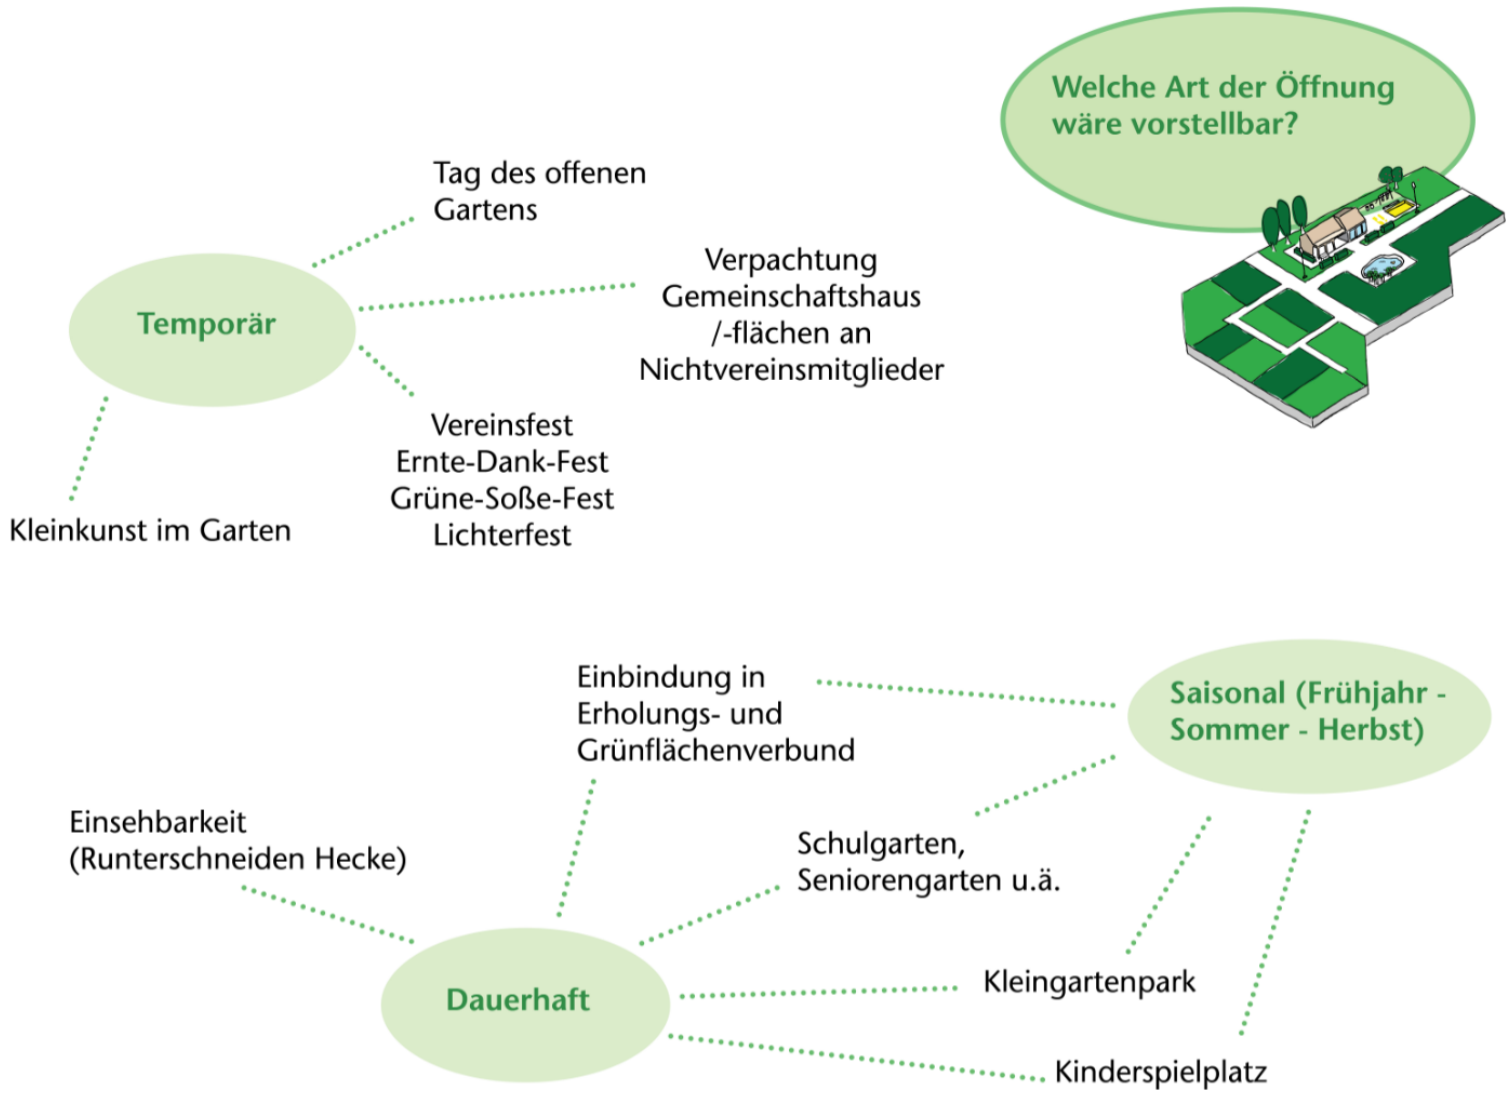 Welche Art der Öffnung
wäre vorstellbar?
Tag des offenen
Gartens
Verpachtung
Gemeinschaftshaus
/-flächen an
Nichtvereinsmitglieder
Temporär
Vereinsfest
Ernte-Dank-Fest
Grüne-Soße-Fest
Lichterfest
Kleinkunst im Garten
Einbindung in
Erholungs- und
Grünflächenverbund
Saisonal (Frühjahr -
Sommer - Herbst)
Einsehbarkeit
(Runterschneiden Hecke)
Schulgarten,
Seniorengarten u.ä.
Dauerhaft
Kleingartenpark
Kinderspielplatz